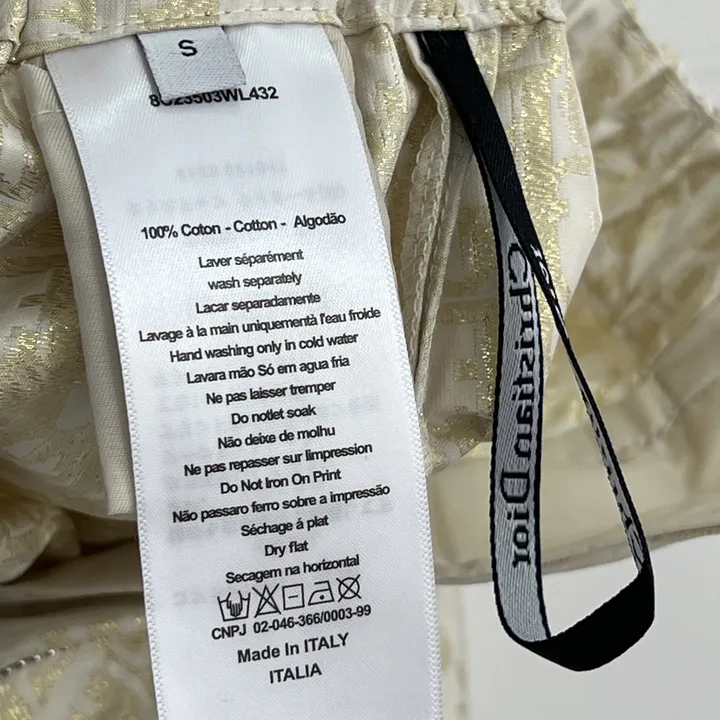 S
100% Coton - Cotton - Algodão
Laver séparément
wash separately
Lacar separadamente
Lavage à la main uniquementà l'eau froide
Hand washing only in cold water
Lavara mão Só em agua fria
Ne pas laisser tremper
Do notlet soak
Não deixe de molhu
Ne pas repasser sur limpression
Do Not Iron On Print
Não passaro ferro sobre a impressão
Séchage á plat
Dry flat
Secagem na horizontal
CNPJ 02-046-366/0003-99
Made In ITALY
ITALIA
Christian Dior